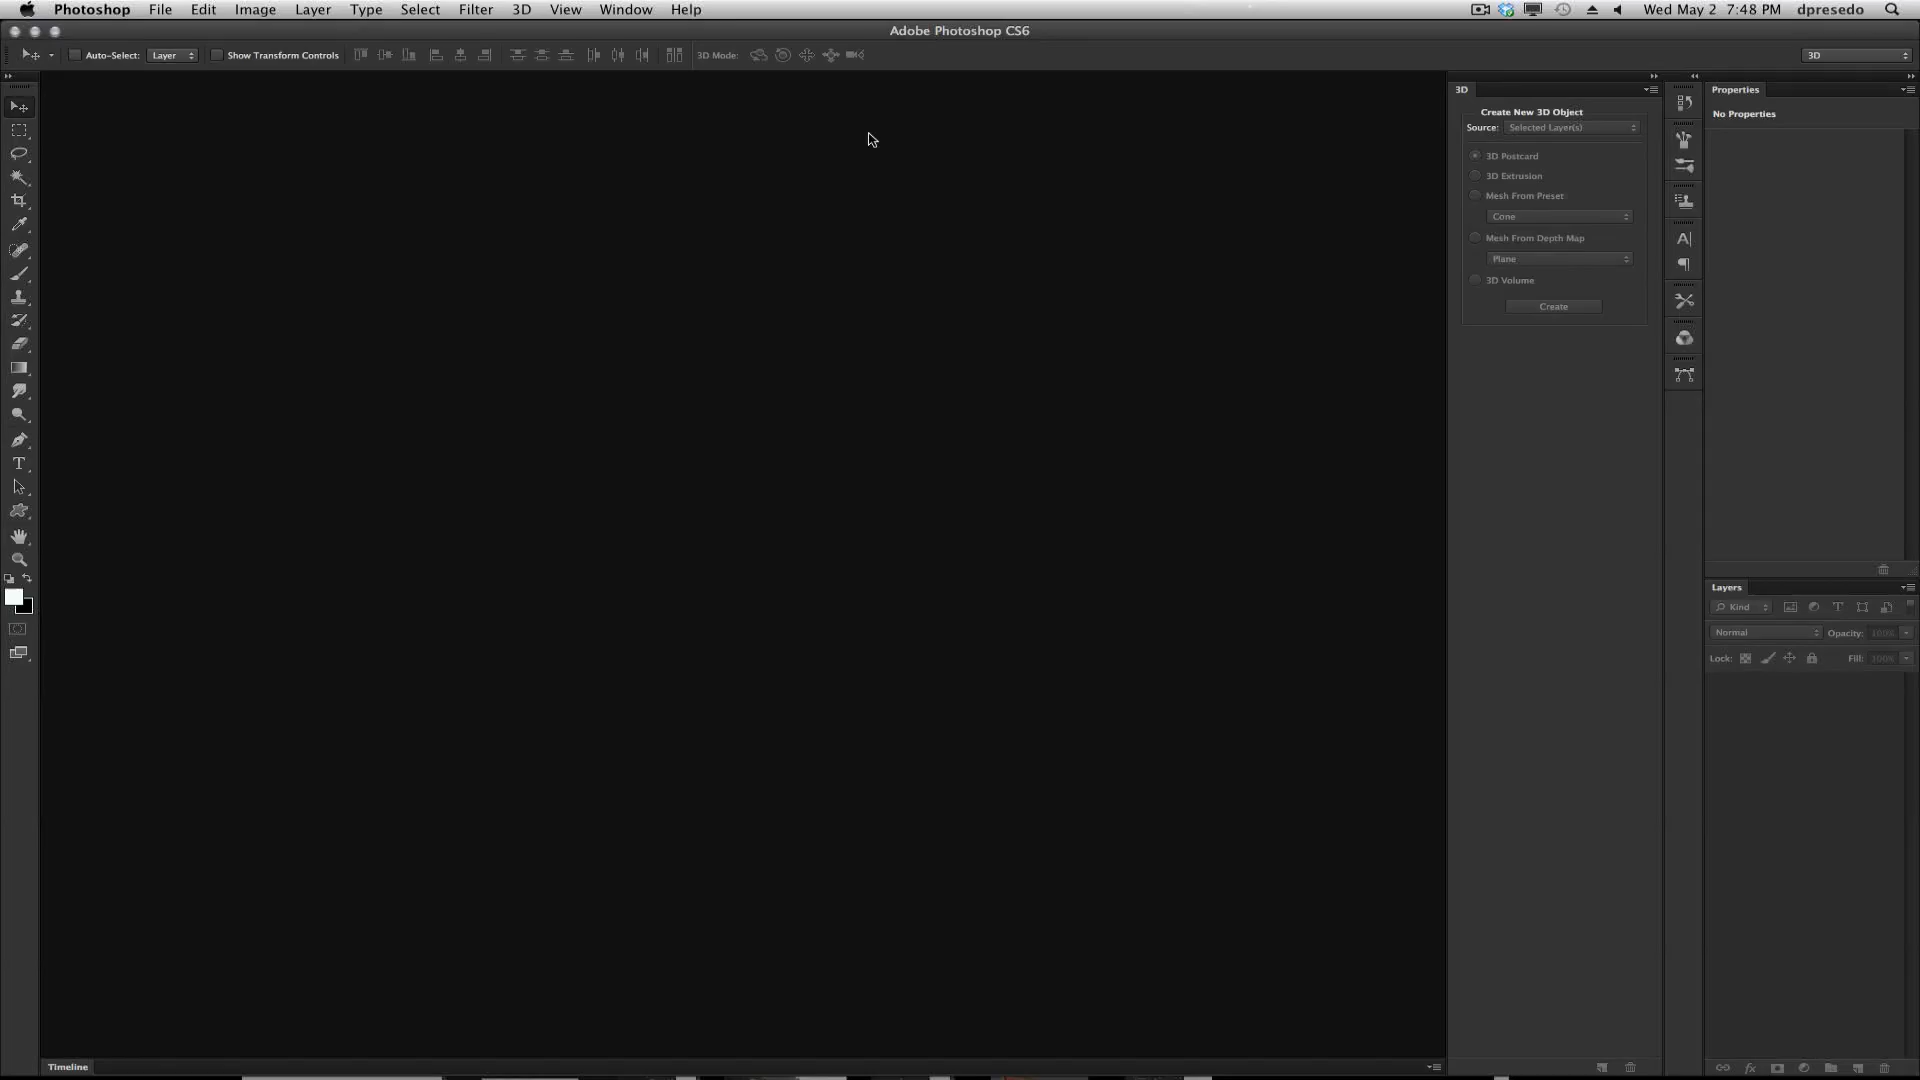 Photoshop File Edit Image Layer Type Select Filter 3D View Window Help Wed May 2 7:48 PM dpresedo
Adobe Photoshop CS6
Auto-Select: Layer Show Transform Controls 3D Mode: 3D
3D
Create New 3D Object
Source: Selected Layer(s)
3D Postcard
3D Extrusion
Mesh From Preset
Cone
Mesh From Depth Map
Plane
3D Volume
Create
Properties
No Properties
Layers
Kind
Normal Opacity: 100%
Lock: Fill: 100%
Timeline